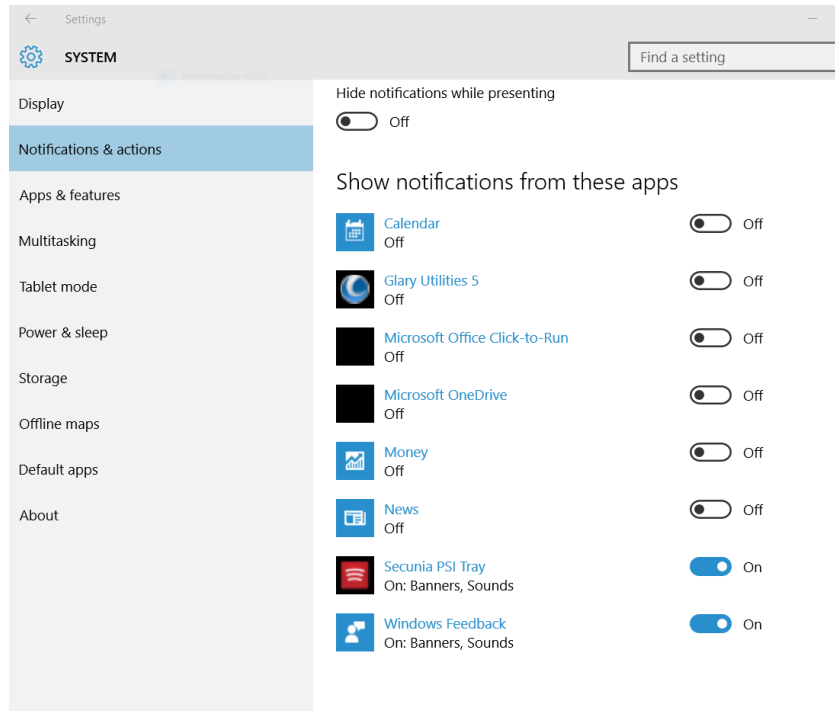 Settings
SYSTEM
Find a setting
Display
Notifications & actions
Apps & features
Multitasking
Tablet mode
Power & sleep
Storage
Offline maps
Default apps
About
Hide notifications while presenting
Off
Show notifications from these apps
Calendar
Off
Off
Glary Utilities 5
Off
Off
Microsoft Office Click-to-Run
Off
Off
Microsoft OneDrive
Off
Off
Money
Off
Off
News
Off
Off
Secunia PSI Tray
On: Banners, Sounds
On
Windows Feedback
On: Banners, Sounds
On